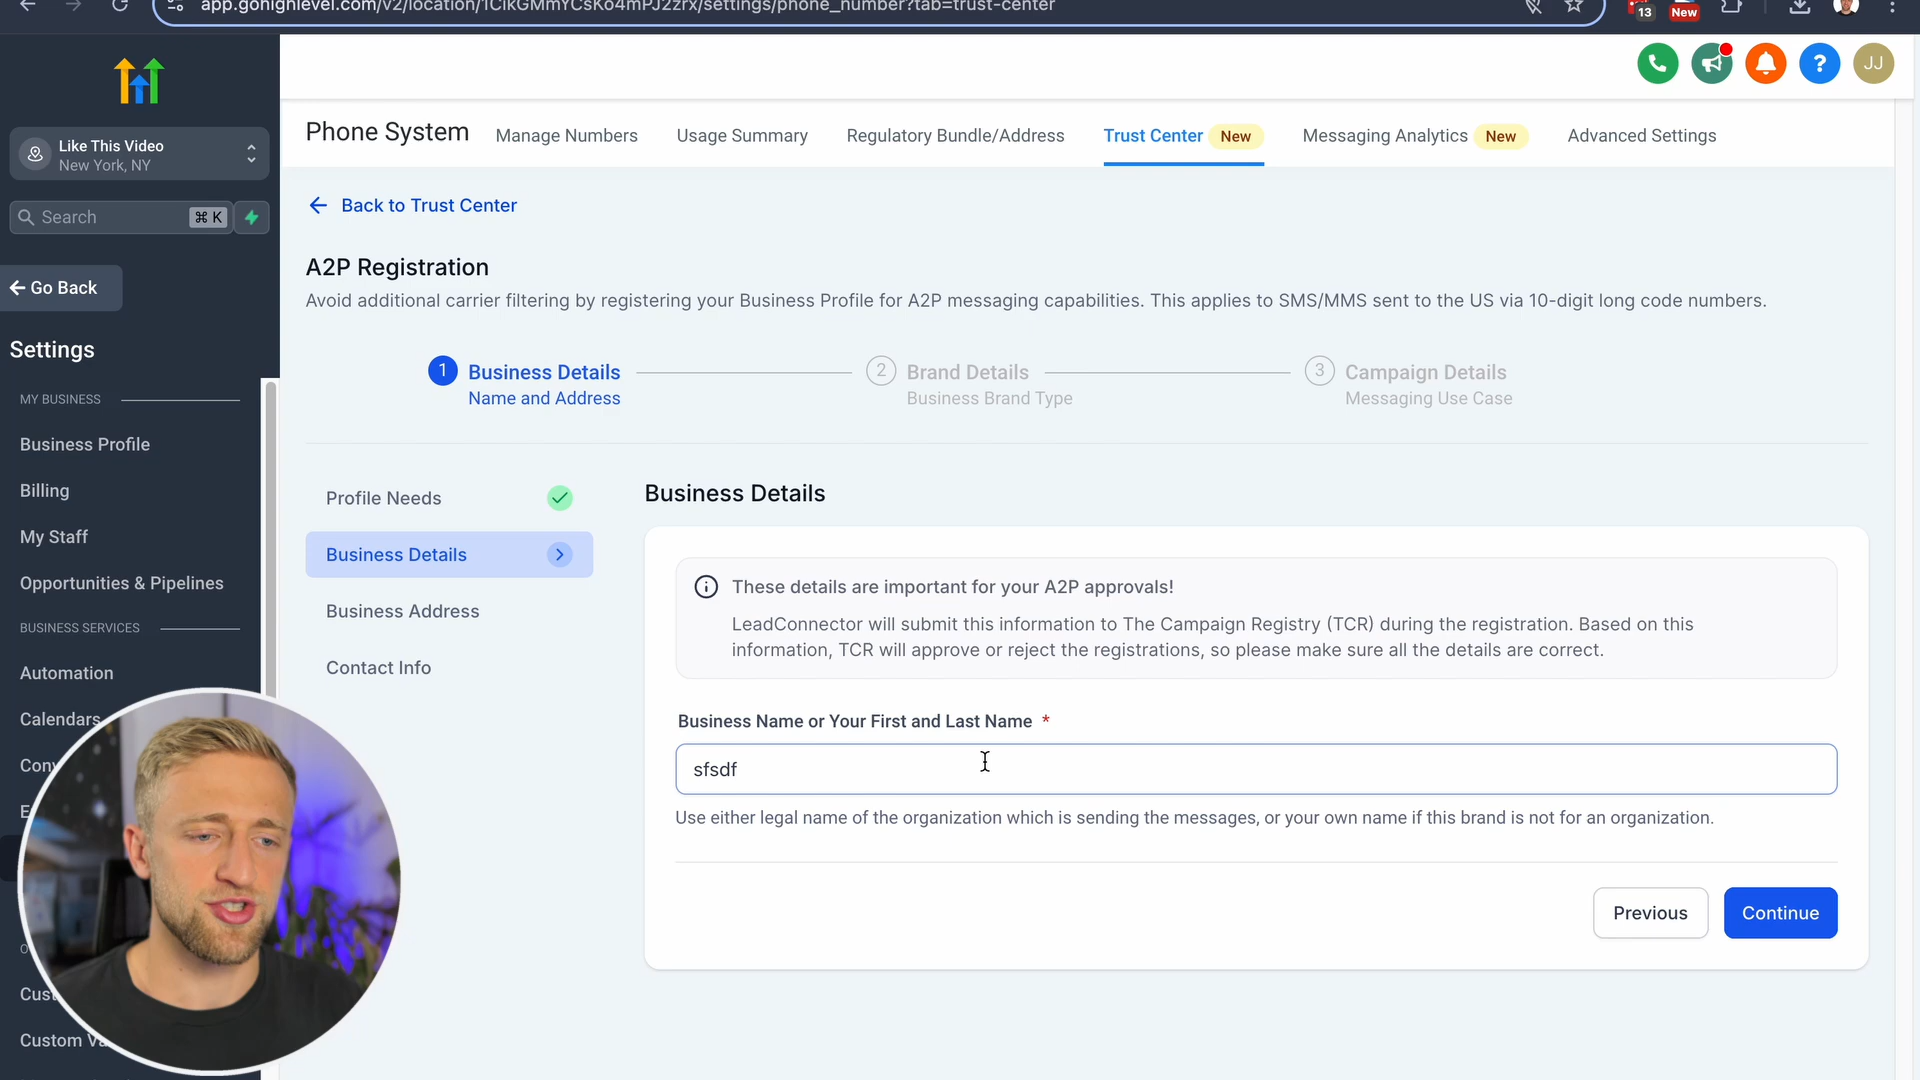 app.gohighlevel.com/v2/location/1CikGMmYCsKo4mPJ2zrx/settings/phone_number?tab=trust-center
13
New
JJ
Like This Video
New York, NY
Search
⌘ K
Go Back
Settings
MY BUSINESS
Business Profile
Billing
My Staff
Opportunities & Pipelines
BUSINESS SERVICES
Automation
Calendars
Phone System
Manage Numbers
Usage Summary
Regulatory Bundle/Address
Trust Center New
Messaging Analytics New
Advanced Settings
Back to Trust Center
A2P Registration
Avoid additional carrier filtering by registering your Business Profile for A2P messaging capabilities. This applies to SMS/MMS sent to the US via 10-digit long code numbers.
1 Business Details
Name and Address
2 Brand Details
Business Brand Type
3 Campaign Details
Messaging Use Case
Profile Needs
Business Details
Business Address
Contact Info
Business Details
These details are important for your A2P approvals!
LeadConnector will submit this information to The Campaign Registry (TCR) during the registration. Based on this
information, TCR will approve or reject the registrations, so please make sure all the details are correct.
Business Name or Your First and Last Name *
sfsdf
Use either legal name of the organization which is sending the messages, or your own name if this brand is not for an organization.
Previous
Continue
Custom